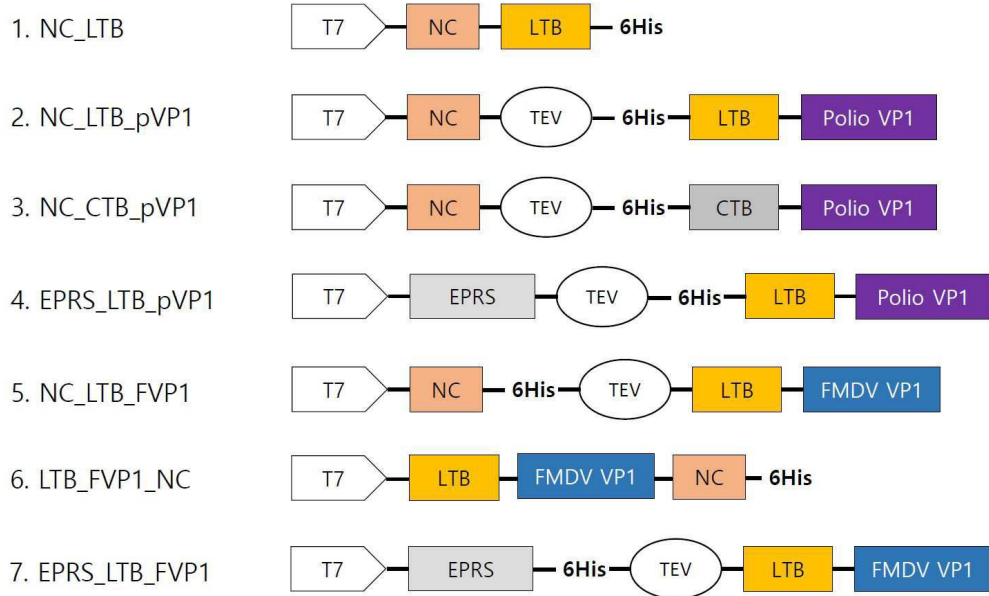 1. NC_LTB T7 NC LTB 6His
2. NC_LTB_pVP1 T7 NC TEV 6His LTB Polio VP1
3. NC_CTB_pVP1 T7 NC TEV 6His CTB Polio VP1
4. EPRS_LTB_pVP1 T7 EPRS TEV 6His LTB Polio VP1
5. NC_LTB_FVP1 T7 NC 6His TEV LTB FMDV VP1
6. LTB_FVP1_NC T7 LTB FMDV VP1 NC 6His
7. EPRS_LTB_FVP1 T7 EPRS 6His TEV LTB FMDV VP1